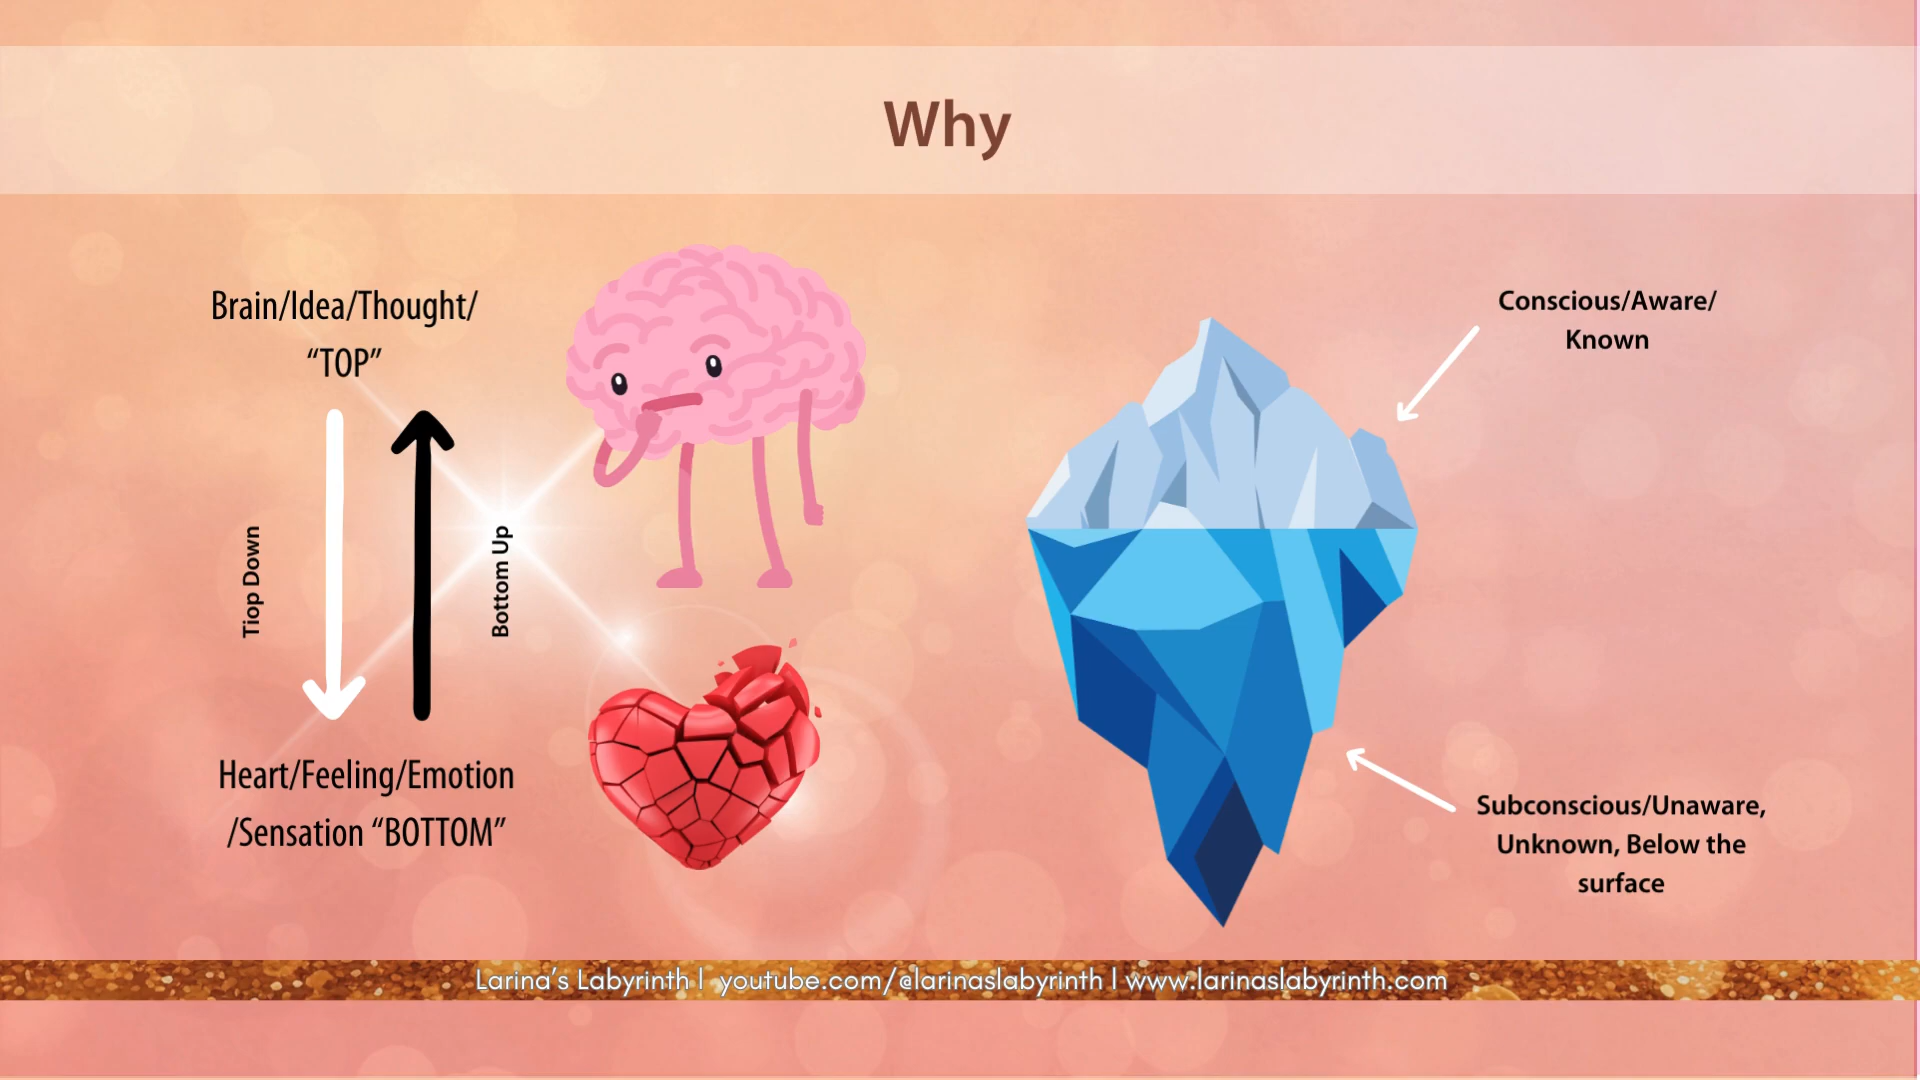 Why
Brain/Idea/Thought/
“TOP”
Tiop Down
Bottom Up
Heart/Feeling/Emotion
/Sensation “BOTTOM”
Conscious/Aware/
Known
Subconscious/Unaware,
Unknown, Below the
surface
Larina’s Labyrinth | youtube.com/@larinaslabyrinth | www.larinaslabyrinth.com